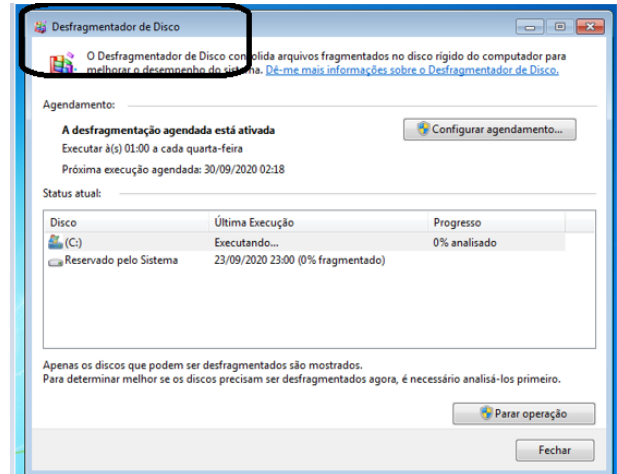 Desfragmentador de Disco
O Desfragmentador de Disco consolida arquivos fragmentados no disco rígido do computador para
melhorar o desempenho do sistema. Dê-me mais informações sobre o Desfragmentador de Disco.
Agendamento:
A desfragmentação agendada está ativada
Configurar agendamento...
Executar à(s) 01:00 a cada quarta-feira
Próxima execução agendada: 30/09/2020 02:18
Status atual:
Disco Última Execução Progresso
(C:) Executando... 0% analisado
Reservado pelo Sistema 23/09/2020 23:00 (0% fragmentado)
Apenas os discos que podem ser desfragmentados são mostrados.
Para determinar melhor se os discos precisam ser desfragmentados agora, é necessário analisá-los primeiro.
Parar operação
Fechar